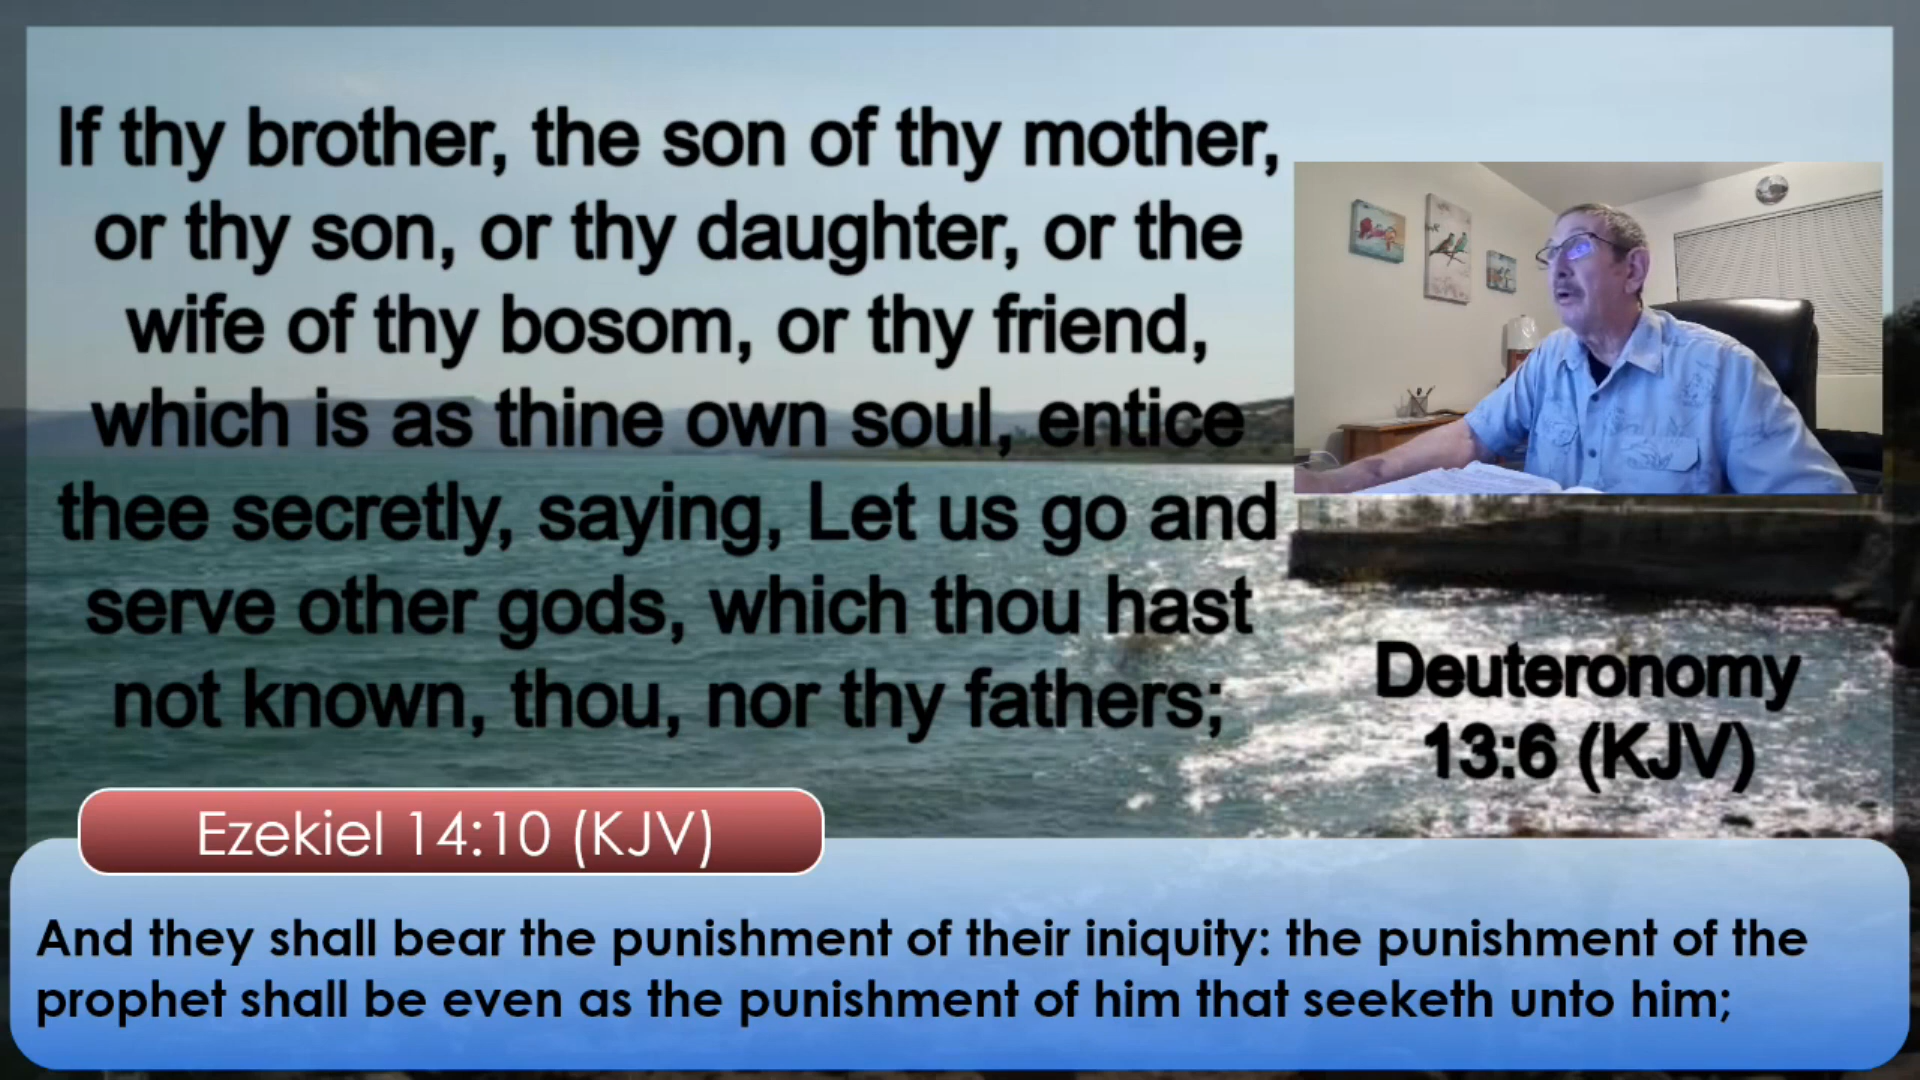 If thy brother, the son of thy mother,
or thy son, or thy daughter, or the
wife of thy bosom, or thy friend,
which is as thine own soul, entice
thee secretly, saying, Let us go and
serve other gods, which thou hast
not known, thou, nor thy fathers;
Deuteronomy
13:6 (KJV)
Ezekiel 14:10 (KJV)
And they shall bear the punishment of their iniquity: the punishment of the
prophet shall be even as the punishment of him that seeketh unto him;